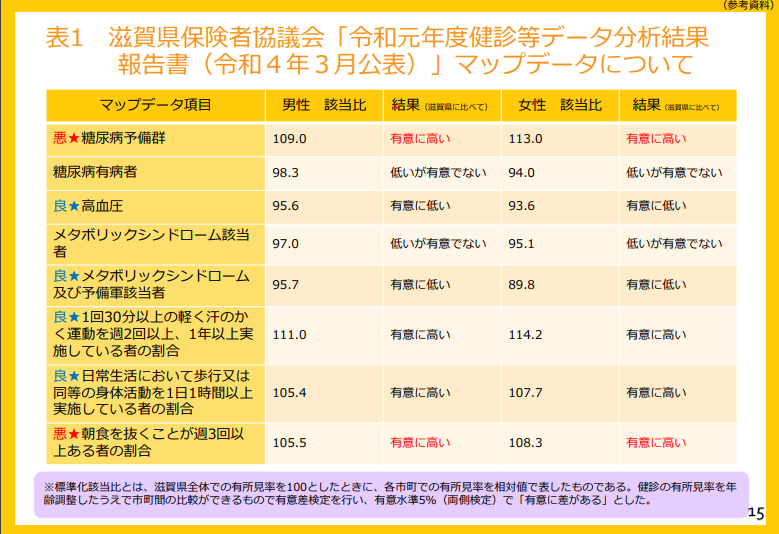 （参考資料）
表1　滋賀県保険者協議会「令和元年度健診等データ分析結果
報告書（令和４年３月公表）」マップデータについて
マップデータ項目　男性　該当比　結果（滋賀県に比べて）　女性　該当比　結果（滋賀県に比べて）
悪★糖尿病予備群　109.0　有意に高い　113.0　有意に高い
糖尿病有病者　98.3　低いが有意でない　94.0　低いが有意でない
良★高血圧　95.6　有意に低い　93.6　有意に低い
メタボリックシンドローム該当
者　97.0　低いが有意でない　95.1　低いが有意でない
良★メタボリックシンドローム
及び予備軍該当者　95.7　有意に低い　89.8　有意に低い
良★1回30分以上の軽く汗のか
く運動を週2回以上、1年以上実
施している者の割合　111.0　有意に高い　114.2　有意に高い
良★日常生活において歩行又は
同等の身体活動を1日1時間以上
実施している者の割合　105.4　有意に高い　107.7　有意に高い
悪★朝食を抜くことが週3回以
上ある者の割合　105.5　有意に高い　108.3　有意に高い
※標準化該当比とは、滋賀県全体での有所見率を100としたときに、各市町での有所見率を相対値で表したものである。健診の有所見率を年
齢調整したうえで市町間の比較ができるもので有意差検定を行い、有意水準5%（両側検定）で「有意に差がある」とした。
15